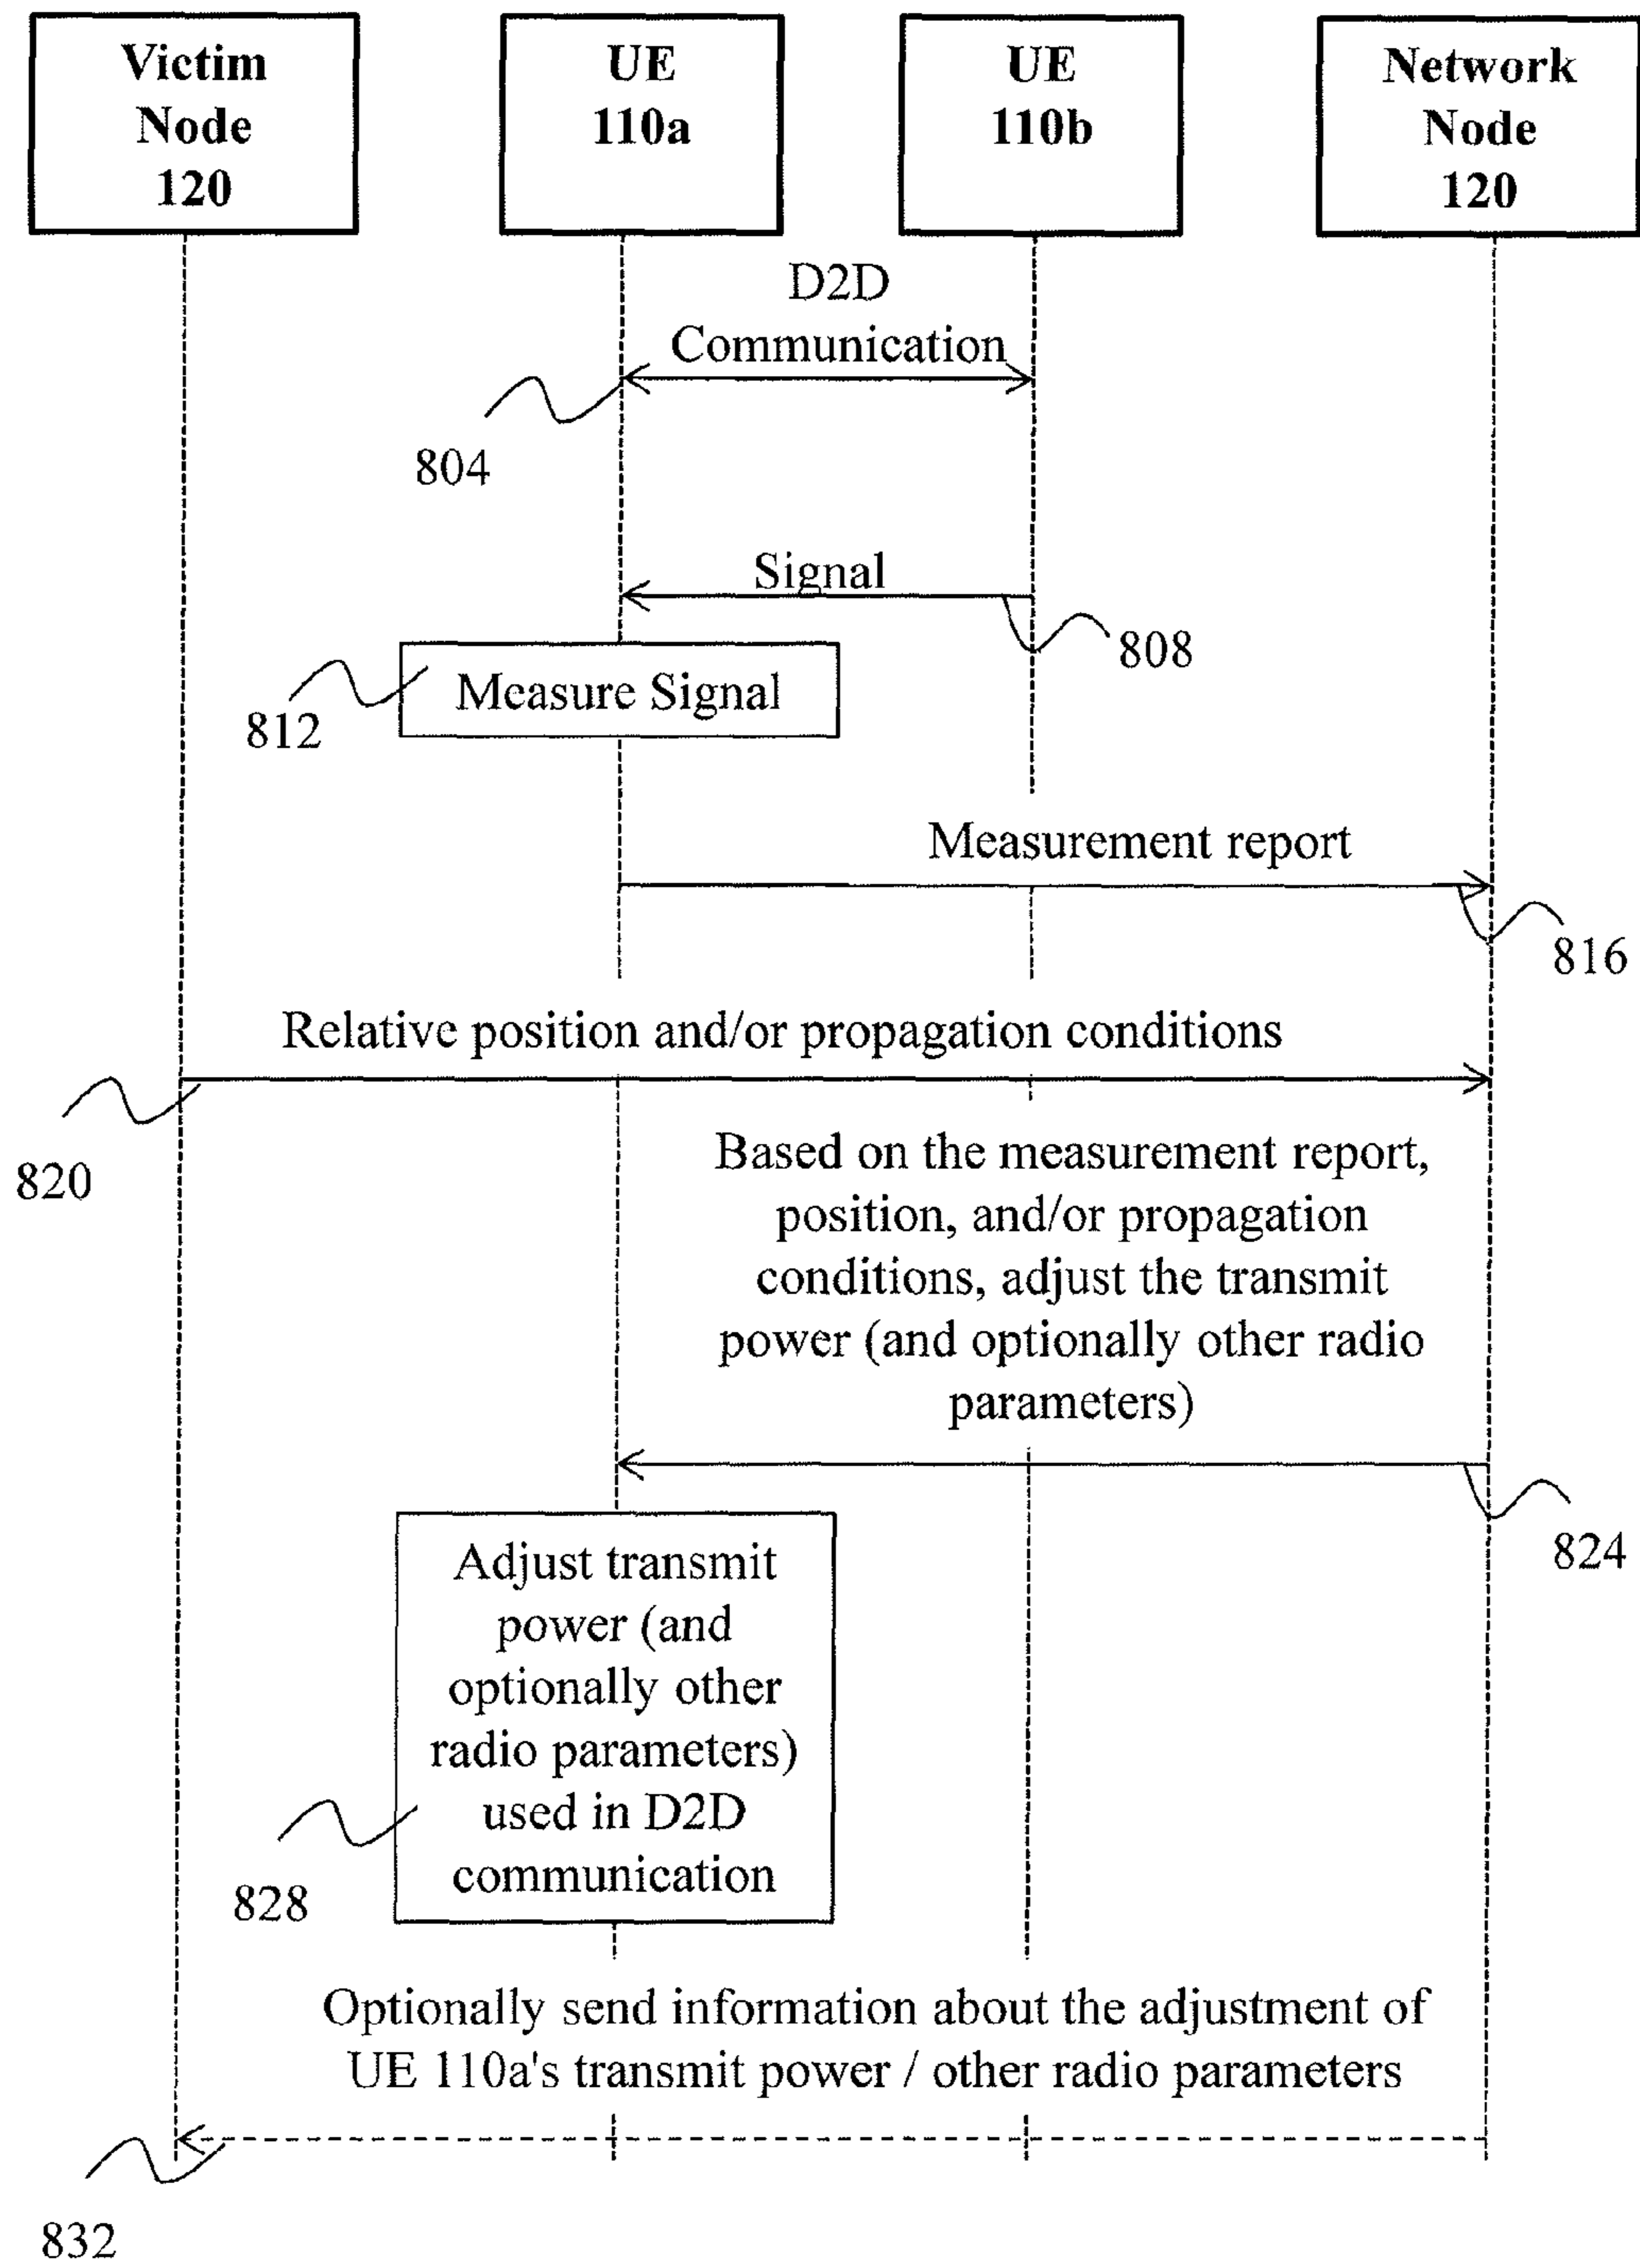 Victim
Node
120
UE
110a
UE
110b
Network
Node
120
D2D
Communication
804
Signal
808
Measure Signal
812
Measurement report
816
Relative position and/or propagation conditions
820
Based on the measurement report,
position, and/or propagation
conditions, adjust the transmit
power (and optionally other radio
parameters)
824
Adjust transmit
power (and
optionally other
radio parameters)
used in D2D
communication
828
Optionally send information about the adjustment of
UE 110a's transmit power / other radio parameters
832